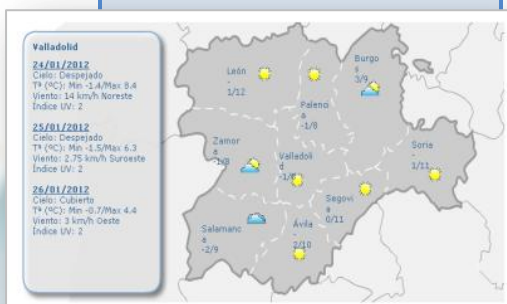 Valladolid
24/01/2012
Cielo: Despejado
Tª (ºC): Min -1.4/Max 8.4
Viento: 14 km/h Noreste
Índice UV: 2
25/01/2012
Cielo: Despejado
Tª (ºC): Min -1.5/Max 6.3
Viento: 2.75 km/h Suroeste
Índice UV: 2
26/01/2012
Cielo: Cubierto
Tª (ºC): Min -0.7/Max 4.4
Viento: 3 km/h Oeste
Índice UV: 2
León
-
1/12
Palenci
a
-1/8
Burgo
s
3/9
Zamor
a
Valladoli
d
Soria
-
1/11
Segovi
a
0/11
Salamanc
a
-2/9
Ávila
-
2/10